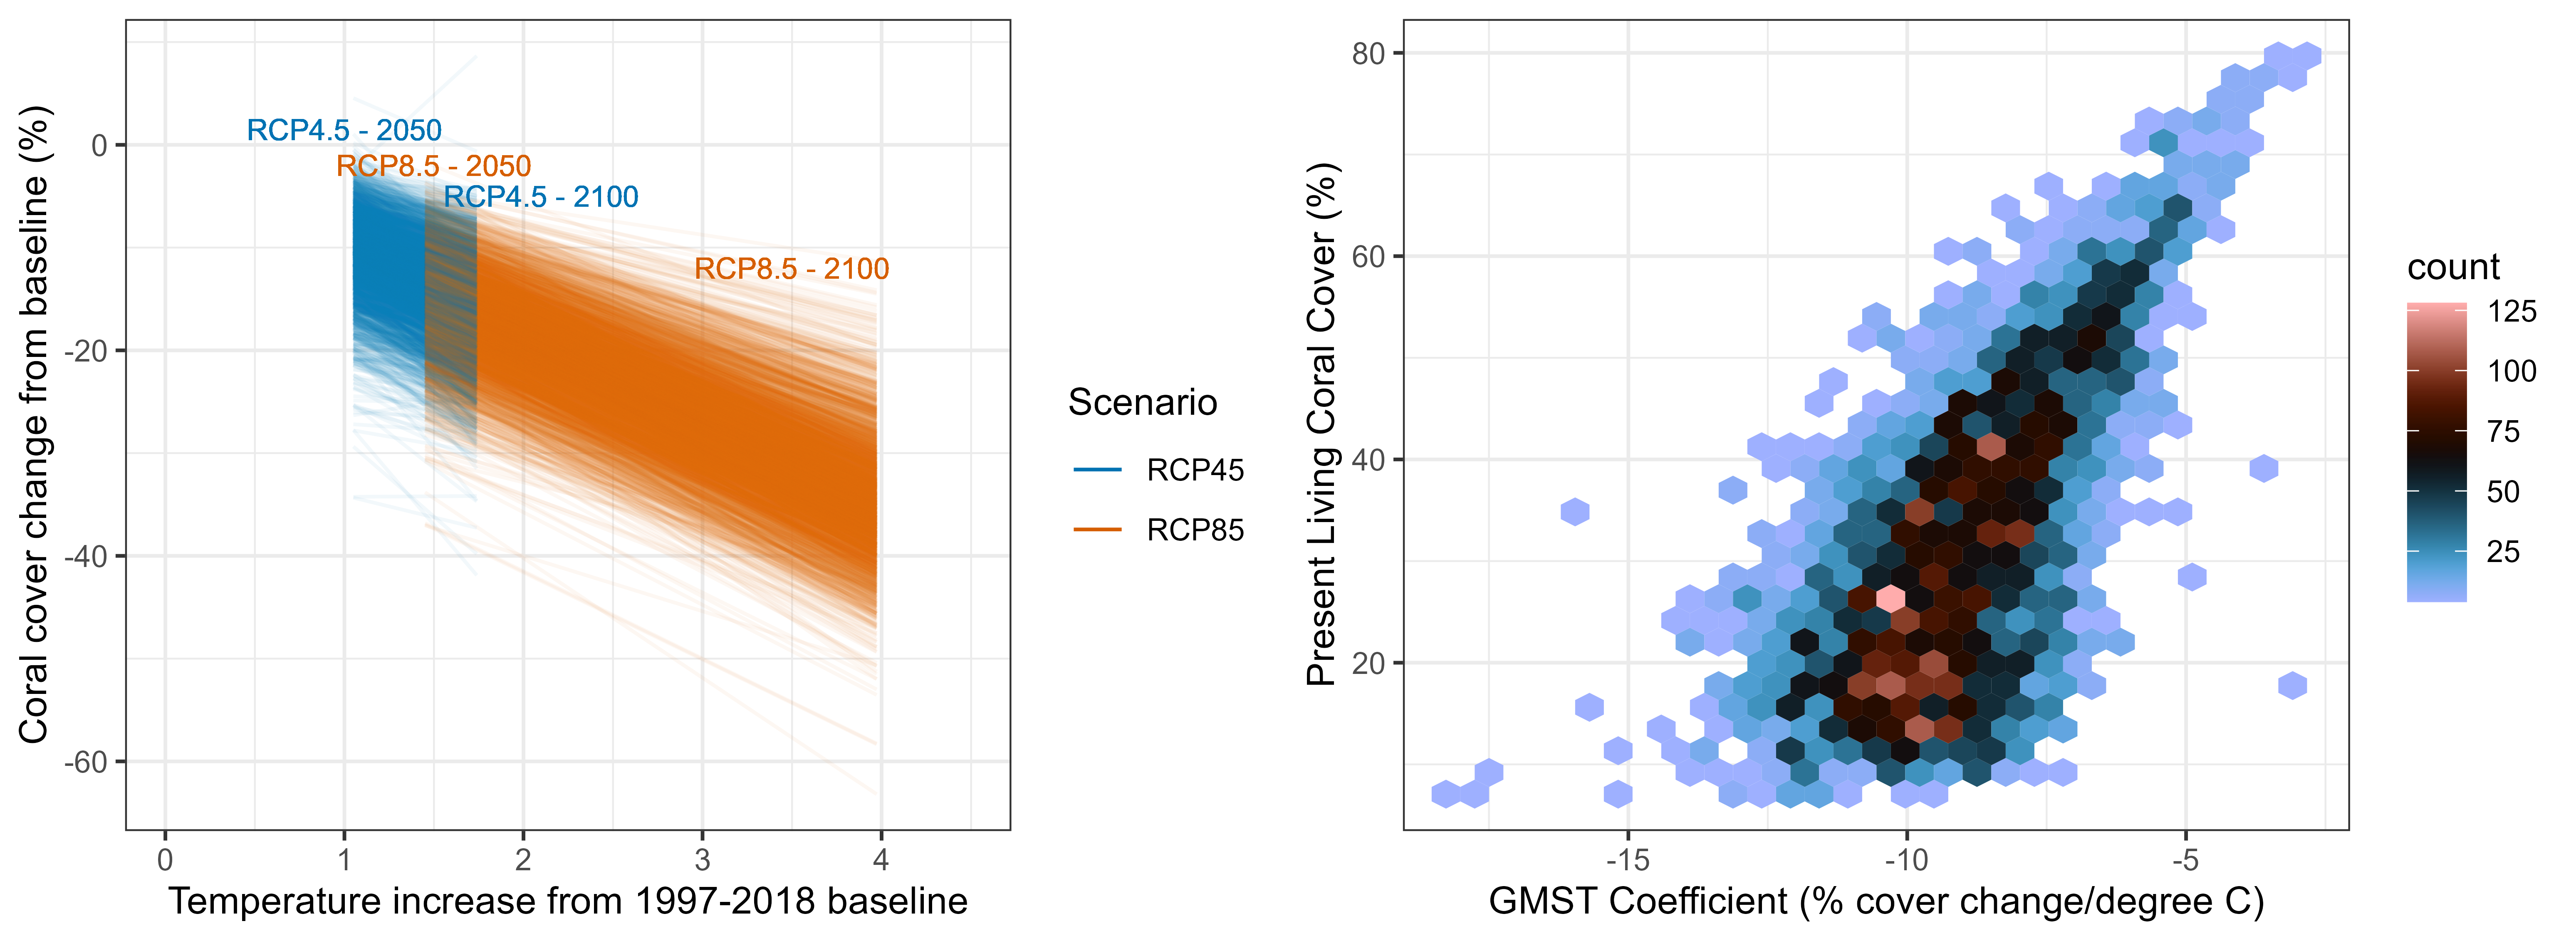 Coral cover change from baseline (%)
0
-20
-40
-60
RCP4.5 - 2050
RCP8.5 - 2050
RCP4.5 - 2100
RCP8.5 - 2100
0 1 2 3 4
Temperature increase from 1997-2018 baseline
Scenario
RCP45
RCP85
Present Living Coral Cover (%)
80
60
40
20
-15 -10 -5
GMST Coefficient (% cover change/degree C)
count
125
100
75
50
25